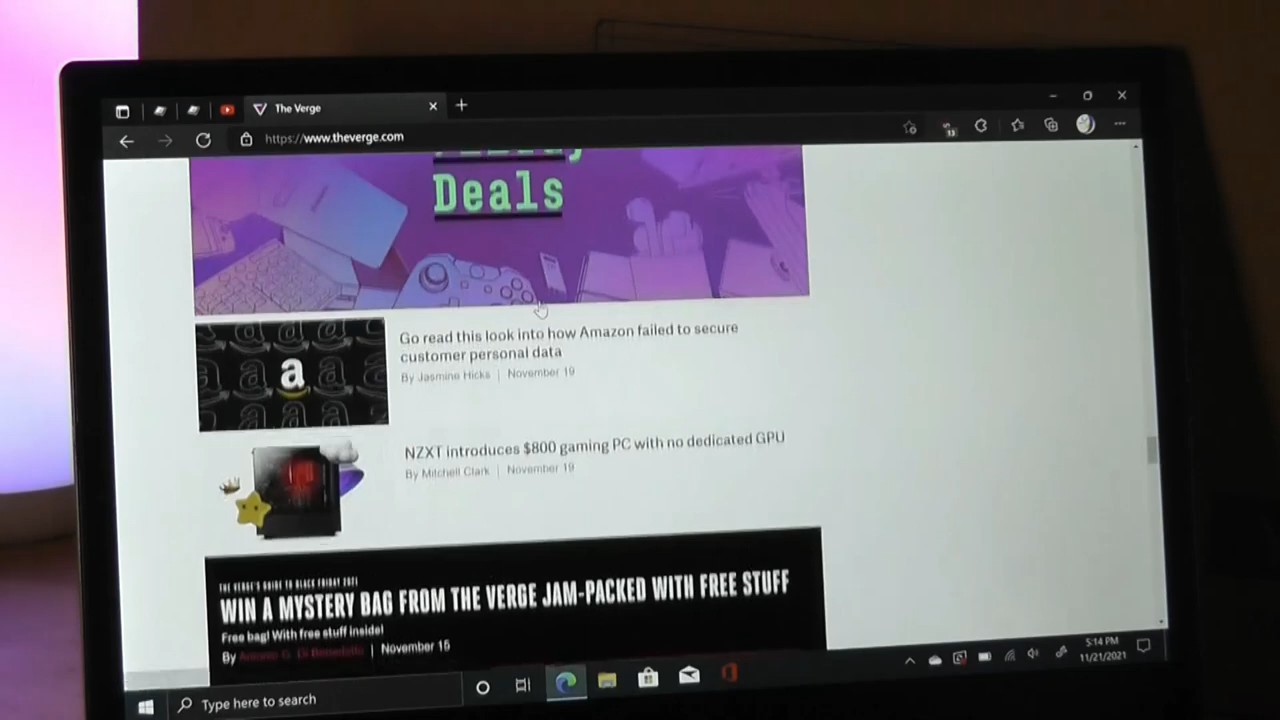 The Verge
https://www.theverge.com
13
Deals
Go read this look into how Amazon failed to secure
customer personal data
By Jasmine Hicks | November 19
NZXT introduces $800 gaming PC with no dedicated GPU
By Mitchell Clark | November 19
THE VERGE'S GUIDE TO BLACK FRIDAY 2021
WIN A MYSTERY BAG FROM THE VERGE JAM-PACKED WITH FREE STUFF
Free bag! With free stuff inside!
By Antonio G. Di Benedetto | November 15
5:14 PM
11/21/2021
Type here to search